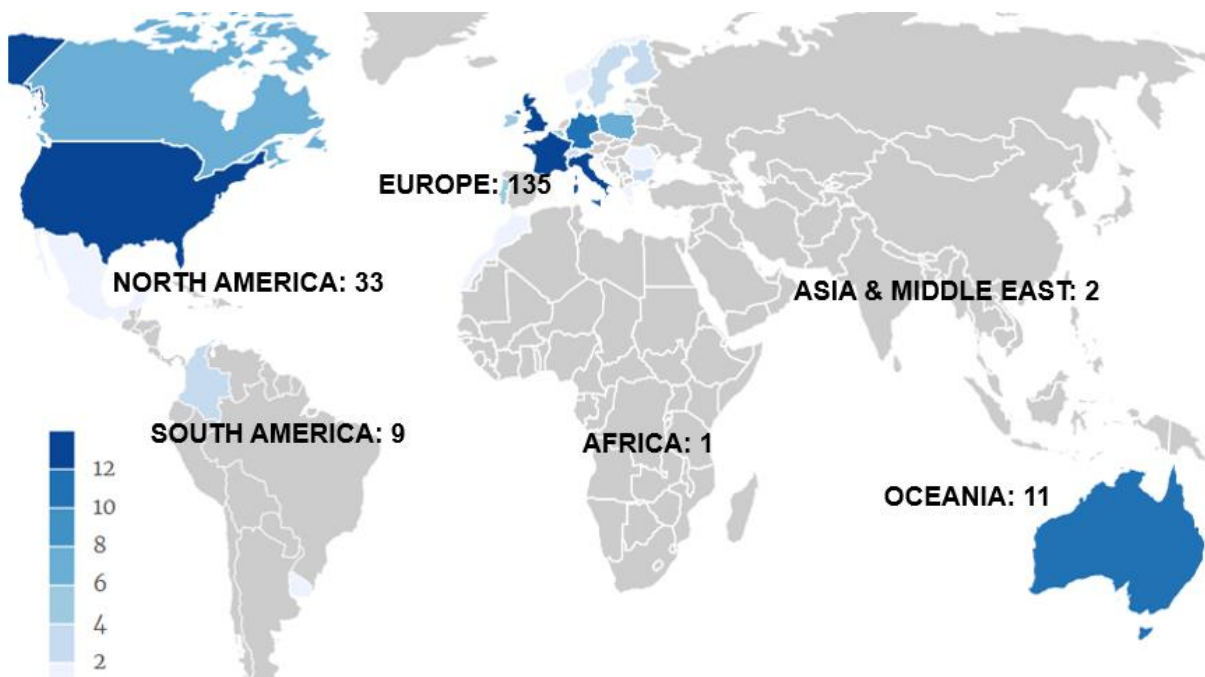 EUROPE: 135
NORTH AMERICA: 33
ASIA & MIDDLE EAST: 2
SOUTH AMERICA: 9
AFRICA: 1
OCEANIA: 11
12
10
8
6
4
2